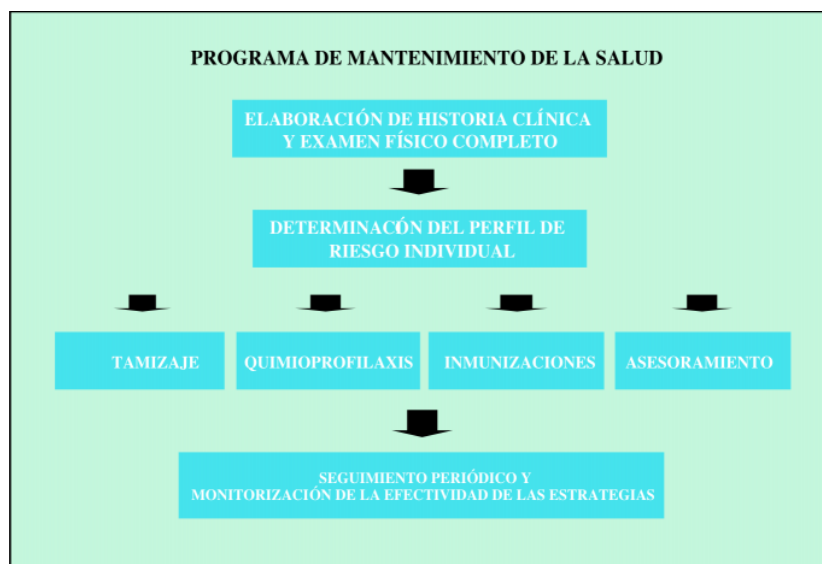 PROGRAMA DE MANTENIMIENTO DE LA SALUD
ELABORACIÓN DE HISTORIA CLÍNICA
Y EXAMEN FÍSICO COMPLETO
DETERMINACÓN DEL PERFIL DE
RIESGO INDIVIDUAL
TAMIZAJE
QUIMIOPROFILAXIS
INMUNIZACIONES
ASESORAMIENTO
SEGUIMIENTO PERIÓDICO Y
MONITORIZACIÓN DE LA EFECTIVIDAD DE LAS ESTRATEGIAS